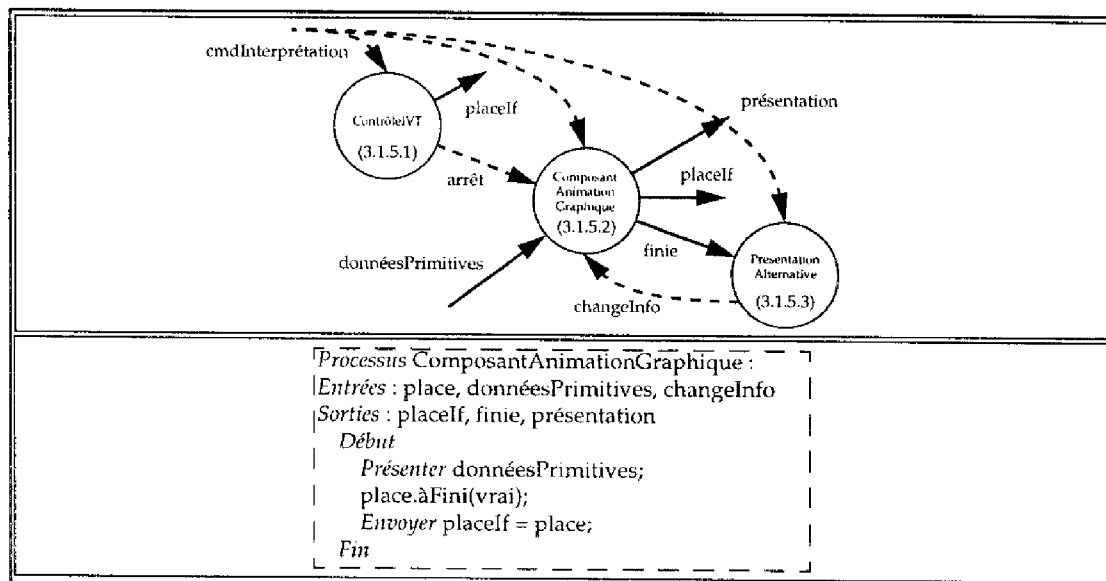 cmdInterprétation
placeIf
présentation
ContrôleIVT
(3.1.5.1)
arrêt
Composant
Animation
Graphique
(3.1.5.2)
placeIf
finie
donnéesPrimitives
Presentation
Alternative
(3.1.5.3)
changeInfo
Processus ComposantAnimationGraphique :
Entrées : place, donnéesPrimitives, changeInfo
Sorties : placeIf, finie, présentation
Début
Présenter donnéesPrimitives;
place.àFini(vrai);
Envoyer placeIf = place;
Fin